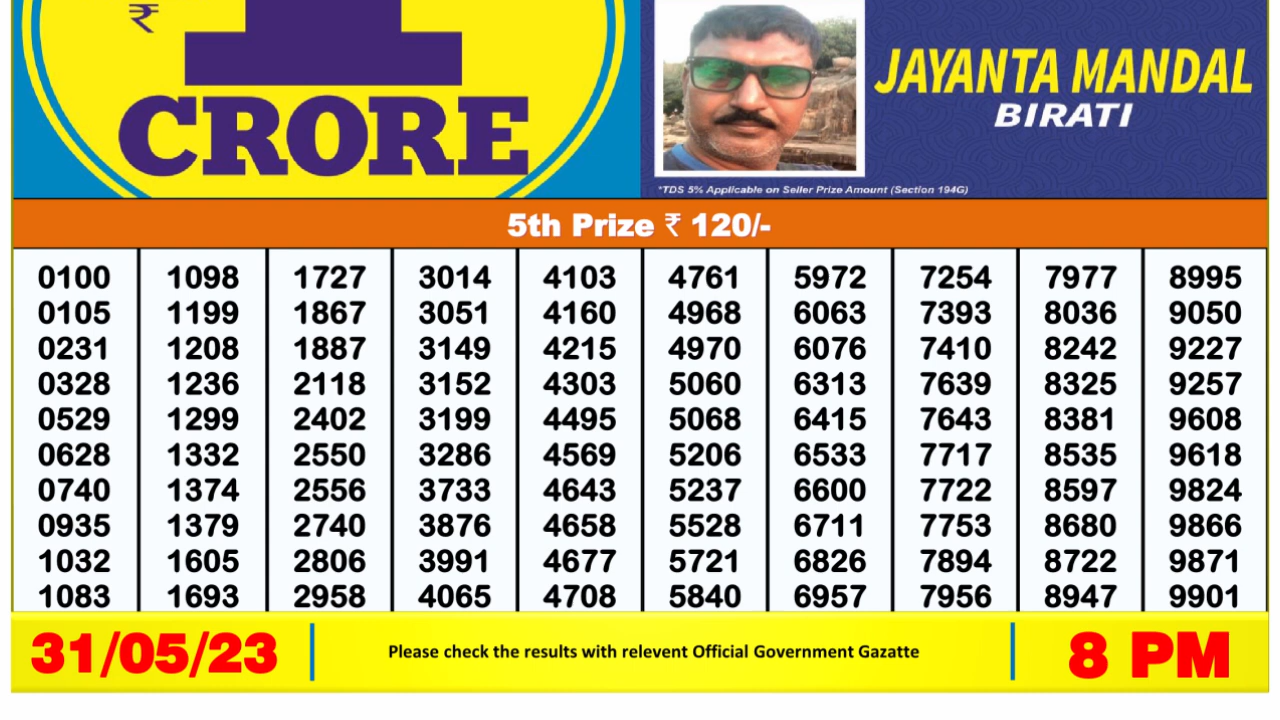 ₹ 1
CRORE
JAYANTA MANDAL
BIRATI
*TDS 5% Applicable on Seller Prize Amount (Section 194G)
5th Prize ₹ 120/-
0100 1098 1727 3014 4103 4761 5972 7254 7977 8995
0105 1199 1867 3051 4160 4968 6063 7393 8036 9050
0231 1208 1887 3149 4215 4970 6076 7410 8242 9227
0328 1236 2118 3152 4303 5060 6313 7639 8325 9257
0529 1299 2402 3199 4495 5068 6415 7643 8381 9608
0628 1332 2550 3286 4569 5206 6533 7717 8535 9618
0740 1374 2556 3733 4643 5237 6600 7722 8597 9824
0935 1379 2740 3876 4658 5528 6711 7753 8680 9866
1032 1605 2806 3991 4677 5721 6826 7894 8722 9871
1083 1693 2958 4065 4708 5840 6957 7956 8947 9901
31/05/23 Please check the results with relevent Official Government Gazatte 8 PM